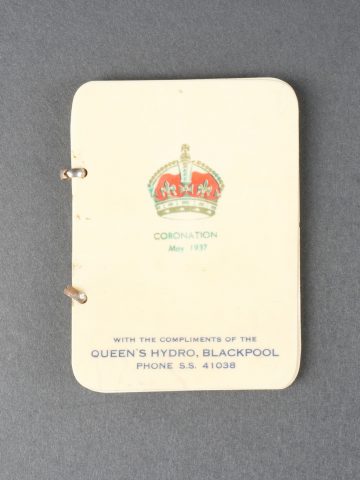 CORONATION
May 1937
WITH THE COMPLIMENTS OF THE
QUEEN'S HYDRO, BLACKPOOL
PHONE S.S. 41038